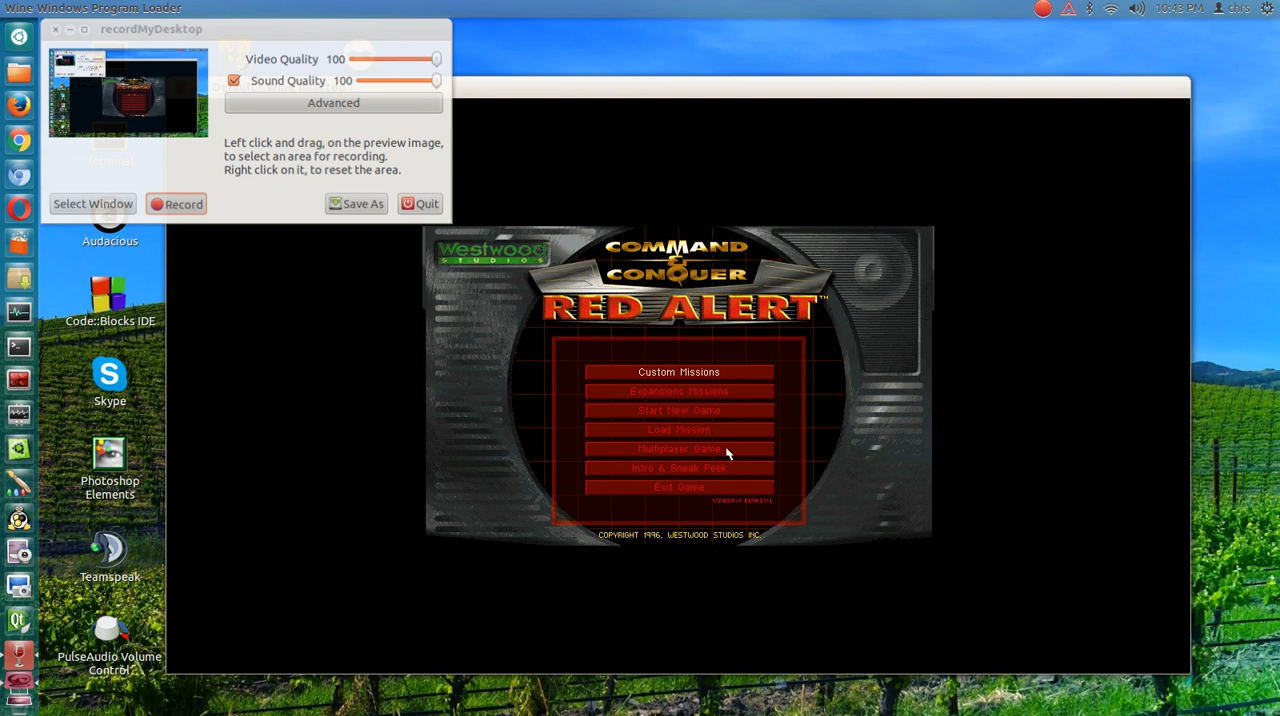 Wine Windows Program Loader
10:43 PM
chrs
recordMyDesktop
Video Quality 100
Sound Quality 100
Advanced
Left click and drag, on the preview image,
to select an area for recording.
Right click on it, to reset the area.
Select Window
Record
Save As
Quit
Audacious
Code::Blocks IDE
Skype
Photoshop
Elements
Teamspeak
PulseAudio Volume
Control
Qt
Westwood
STUDIOS
COMMAND
&
CONQUER
RED ALERT™
Custom Missions
Expansions Missions
Start New Game
Load Mission
Multiplayer Game
Intro & Sneak Peek
Exit Game
COPYRIGHT 1996, WESTWOOD STUDIOS INC.